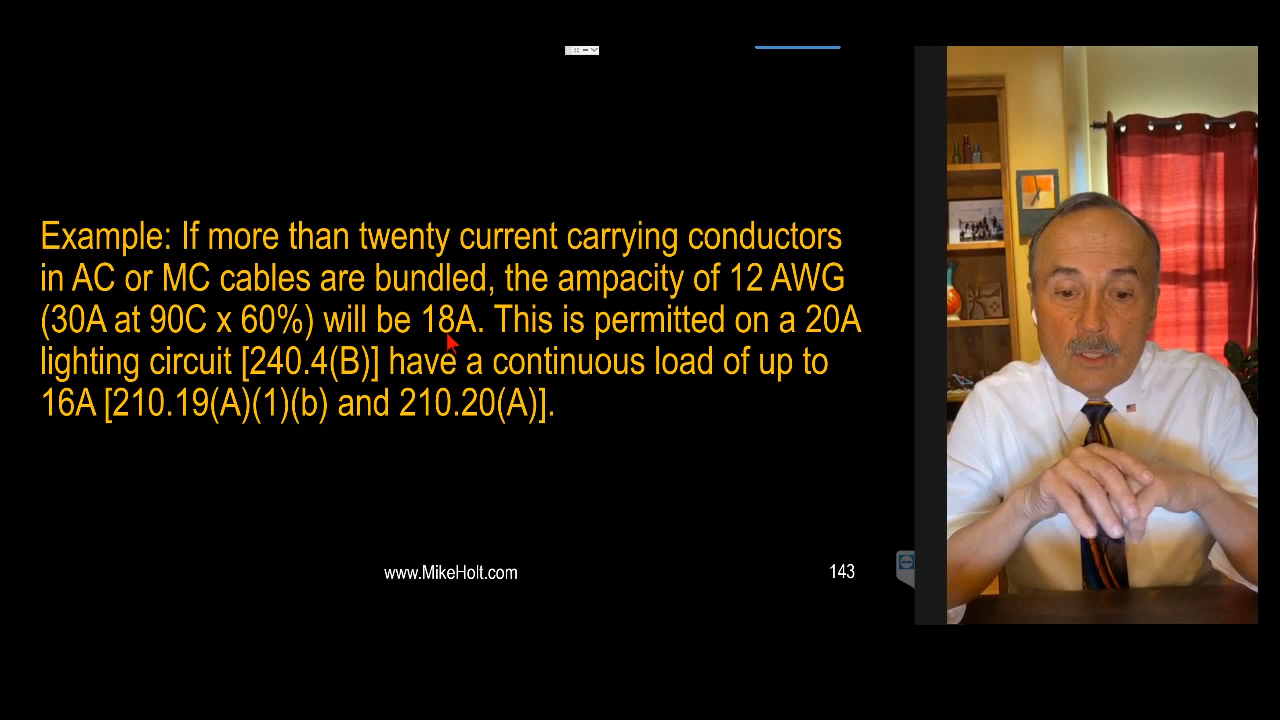 Example: If more than twenty current carrying conductors
in AC or MC cables are bundled, the ampacity of 12 AWG
(30A at 90C x 60%) will be 18A. This is permitted on a 20A
lighting circuit [240.4(B)] have a continuous load of up to
16A [210.19(A)(1)(b) and 210.20(A)].
www.MikeHolt.com
143